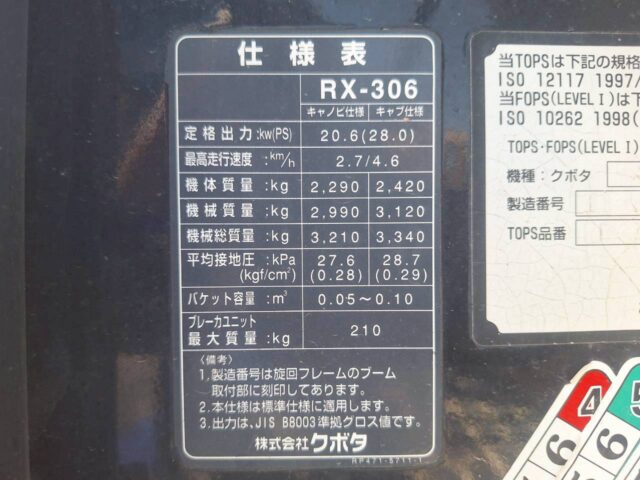 仕様表
RX-306
キャノピ仕様 キャブ仕様
定格出力:kw(PS) 20.6(28.0)
最高走行速度:km/h 2.7/4.6
機体質量:kg 2,290 2,420
機械質量:kg 2,990 3,120
機械総質量:kg 3,210 3,340
平均接地圧:kPa 27.6 28.7
(kgf/cm²) (0.28) (0.29)
バケット容量:m³ 0.05~0.10
ブレーカユニット
最大質量:kg 210
〈備考〉
1.製造番号は旋回フレームのブーム
取付部に刻印してあります。
2.本仕様は標準仕様に適用します。
3.出力は、JIS B8003準拠グロス値です。
株式会社クボタ
RP471-5711-1
当TOPSは下記の規格
ISO 12117 1997/
当FOPS(LEVEL I)は下
ISO 10262 1998(
TOPS・FOPS(LEVEL I)
機種:クボタ
製造番号
TOPS品番
4
6
5
6